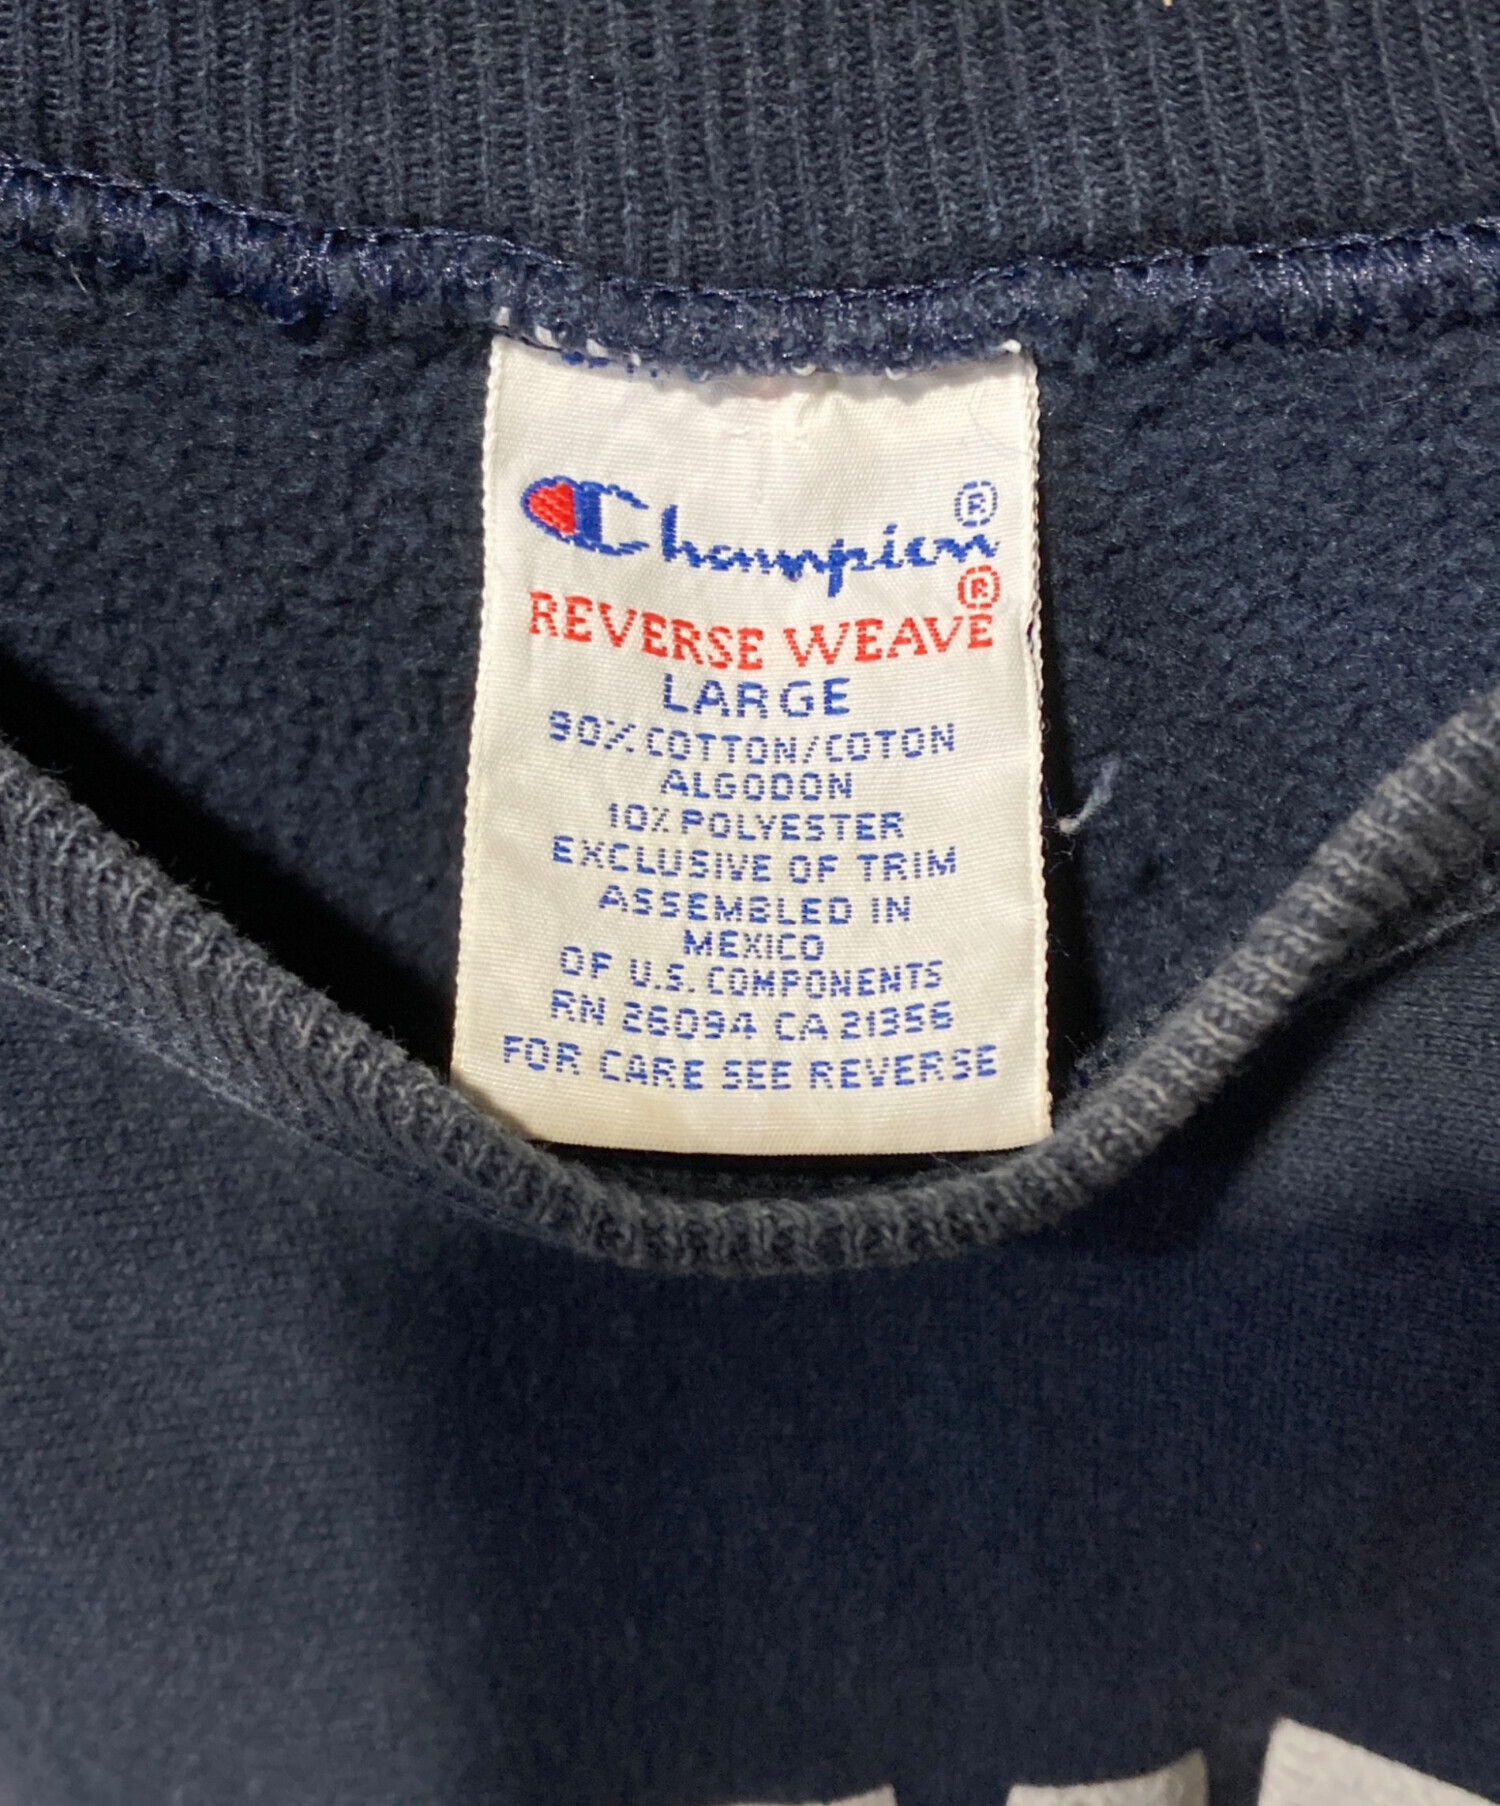 Champion®
REVERSE WEAVE®
LARGE
90% COTTON/COTON
ALGODON
10% POLYESTER
EXCLUSIVE OF TRIM
ASSEMBLED IN
MEXICO
OF U.S. COMPONENTS
RN 26094 CA 21356
FOR CARE SEE REVERSE